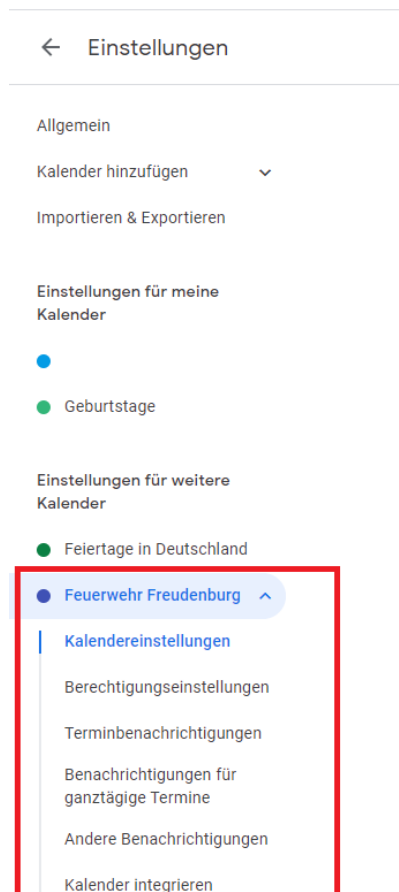 Einstellungen
Allgemein
Kalender hinzufügen
Importieren & Exportieren
Einstellungen für meine
Kalender
Geburtstage
Einstellungen für weitere
Kalender
Feiertage in Deutschland
Feuerwehr Freudenburg
Kalendereinstellungen
Berechtigungseinstellungen
Terminbenachrichtigungen
Benachrichtigungen für
ganztägige Termine
Andere Benachrichtigungen
Kalender integrieren